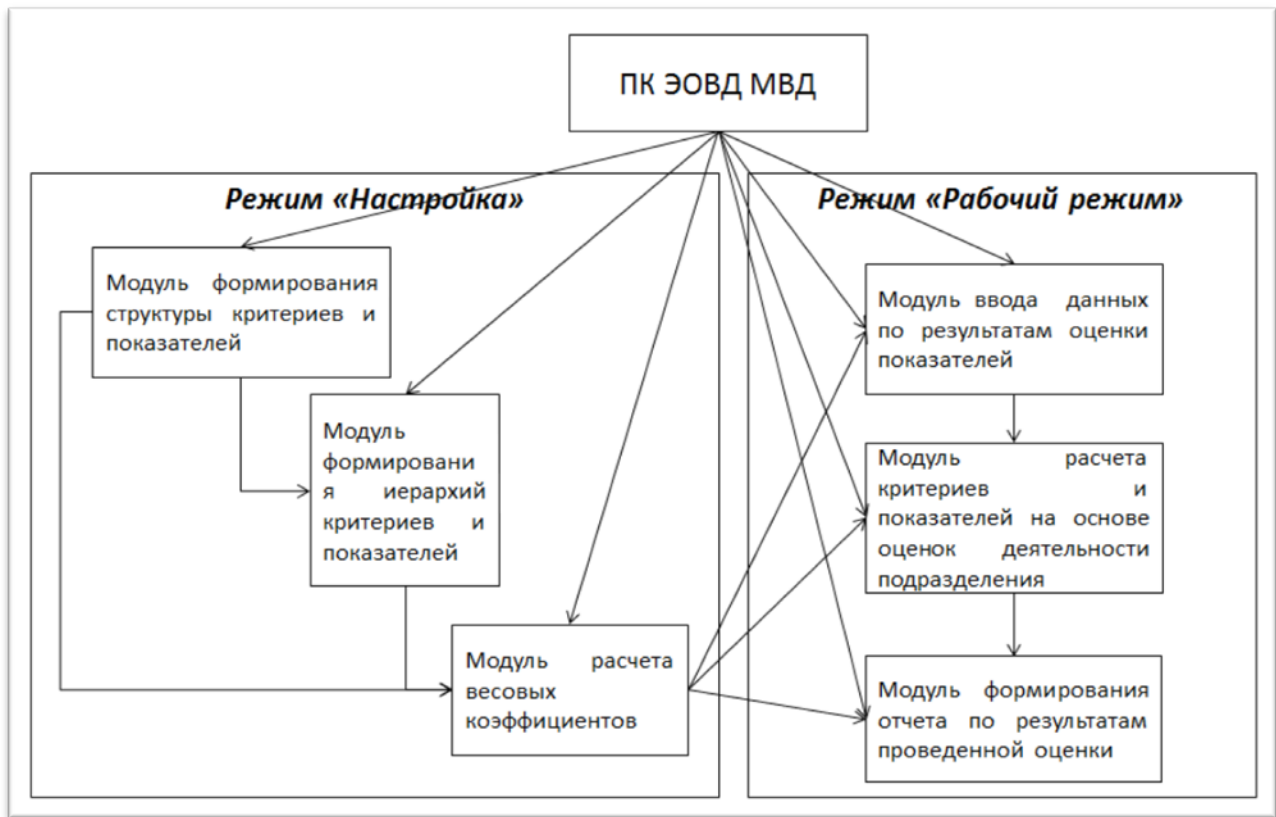 ПК ЭОВД МВД
Режим «Настройка»
Модуль формирования
структуры критериев и
показателей
Модуль
формировани
я иерархий
критериев и
показателей
Модуль расчета
весовых
коэффициентов
Режим «Рабочий режим»
Модуль ввода данных
по результатам оценки
показателей
Модуль расчета
критериев и
показателей на основе
оценок деятельности
подразделения
Модуль формирования
отчета по результатам
проведенной оценки